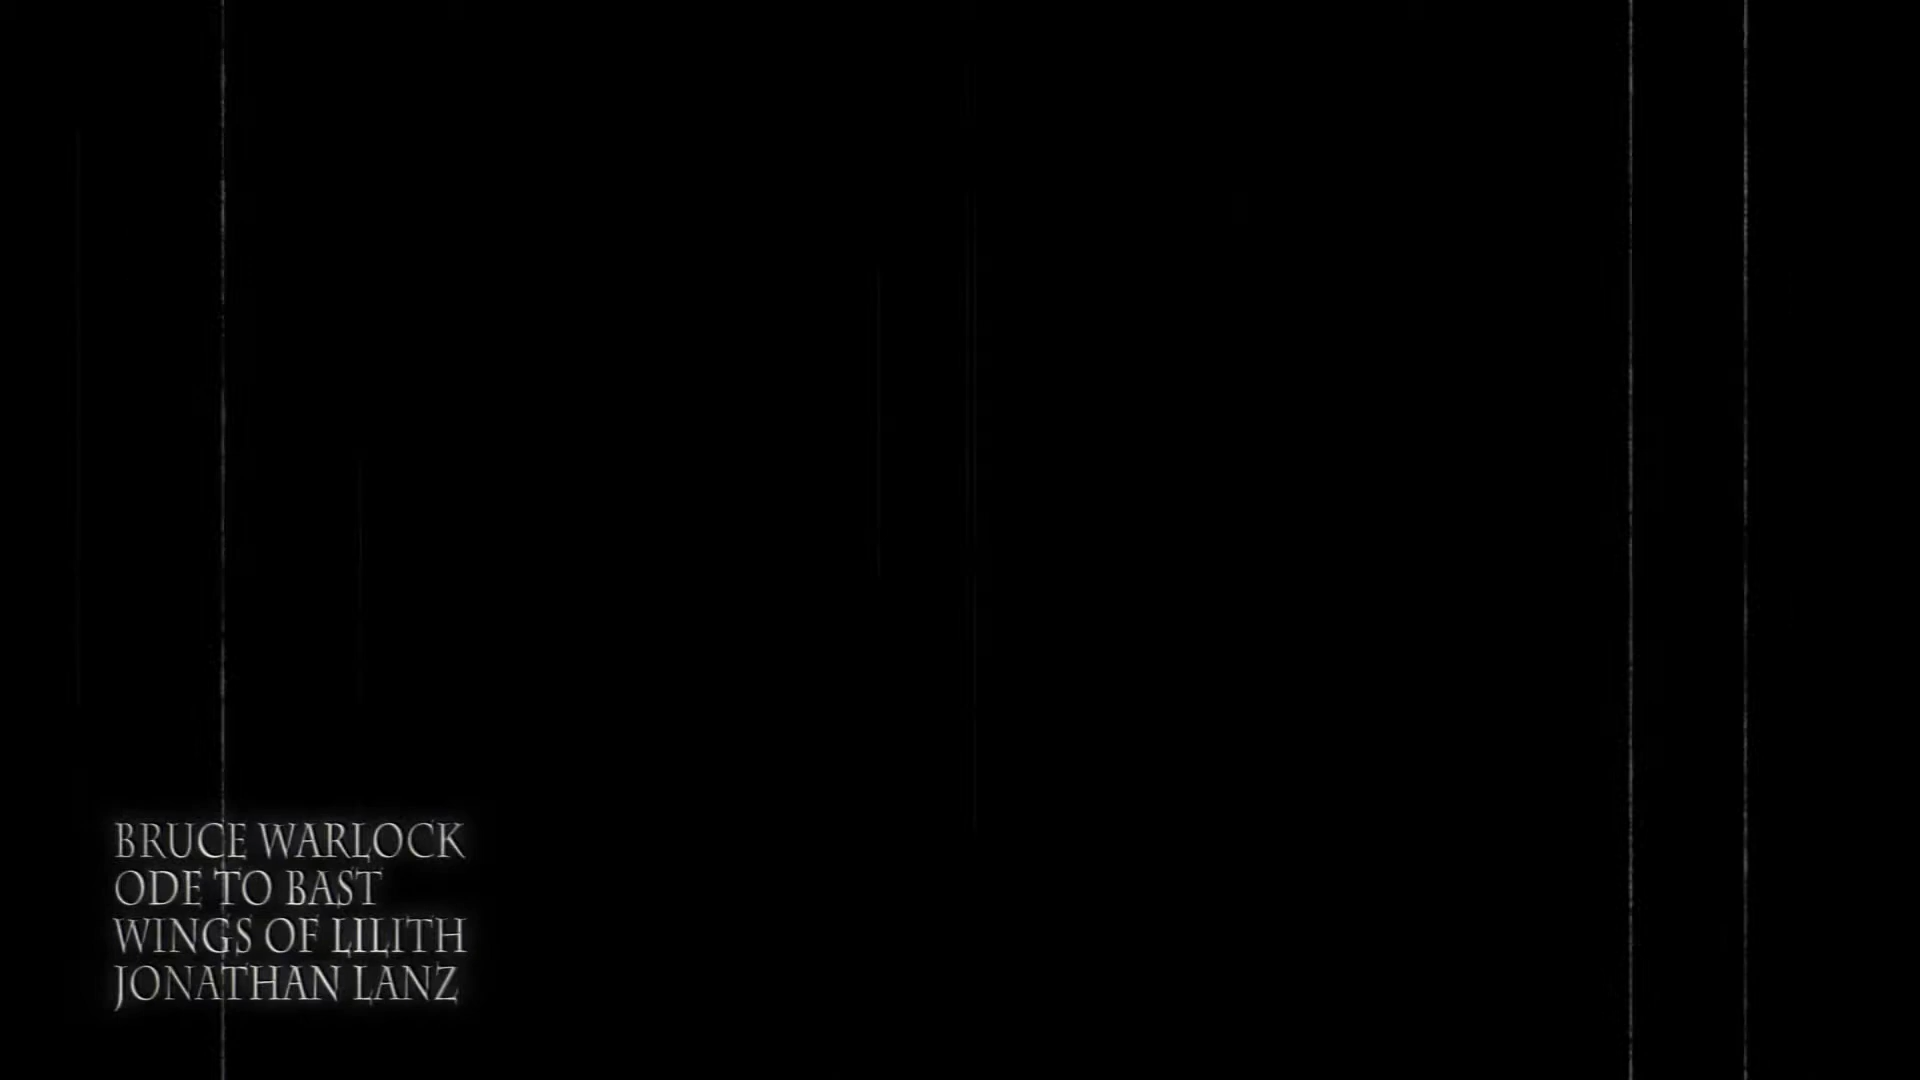 BRUCE WARLOCK
ODE TO BAST
WINGS OF LILITH
JONATHAN LANZ